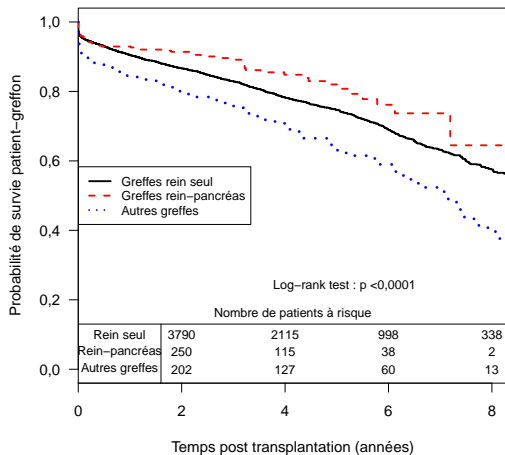 Probabilité de survie patient−greffon
1,0
0,8
0,6
0,4
0,2
0,0
Greffes rein seul
Greffes rein−pancréas
Autres greffes
Log−rank test : p <0,0001
Nombre de patients à risque
Rein seul 3790 2115 998 338
Rein−pancréas 250 115 38 2
Autres greffes 202 127 60 13
0 2 4 6 8
Temps post transplantation (années)